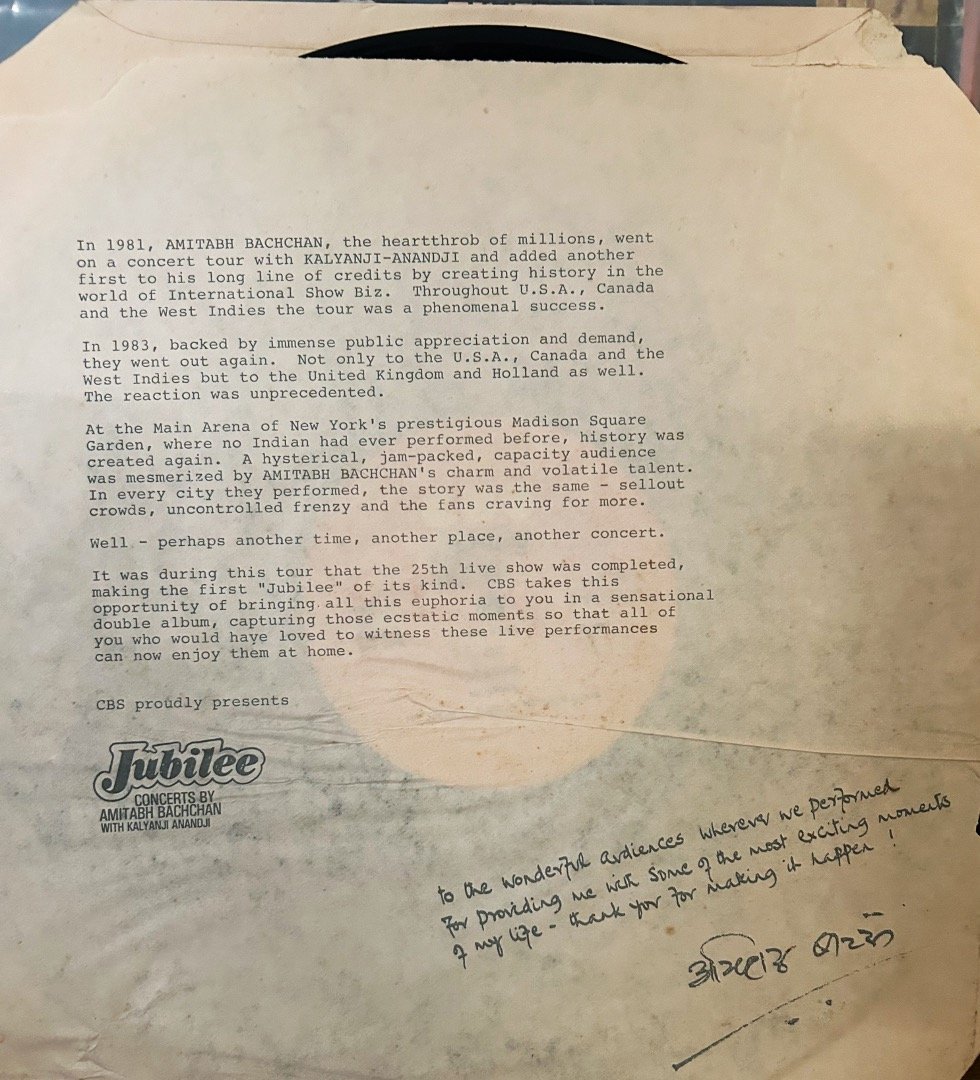 In 1981, AMITABH BACHCHAN, the heartthrob of millions, went
on a concert tour with KALYANJI-ANANDJI and added another
first to his long line of credits by creating history in the
world of International Show Biz.  Throughout U.S.A., Canada
and the West Indies the tour was a phenomenal success.
In 1983, backed by immense public appreciation and demand,
they went out again.  Not only to the U.S.A., Canada and the
West Indies but to the United Kingdom and Holland as well.
The reaction was unprecedented.
At the Main Arena of New York's prestigious Madison Square
Garden, where no Indian had ever performed before, history was
created again.  A hysterical, jam-packed, capacity audience
was mesmerized by AMITABH BACHCHAN's charm and volatile talent.
In every city they performed, the story was the same - sellout
crowds, uncontrolled frenzy and the fans craving for more.
Well - perhaps another time, another place, another concert.
It was during this tour that the 25th live show was completed,
making the first "Jubilee" of its kind.  CBS takes this
opportunity of bringing all this euphoria to you in a sensational
double album, capturing those ecstatic moments so that all of
you who would have loved to witness these live performances
can now enjoy them at home.
CBS proudly presents
Jubilee
CONCERTS BY
AMITABH BACHCHAN
WITH KALYANJI ANANDJI
to the wonderful audiences wherever we performed
for providing me with some of the most exciting moments
of my life - thank you for making it happen !
अमिताभ बच्चन